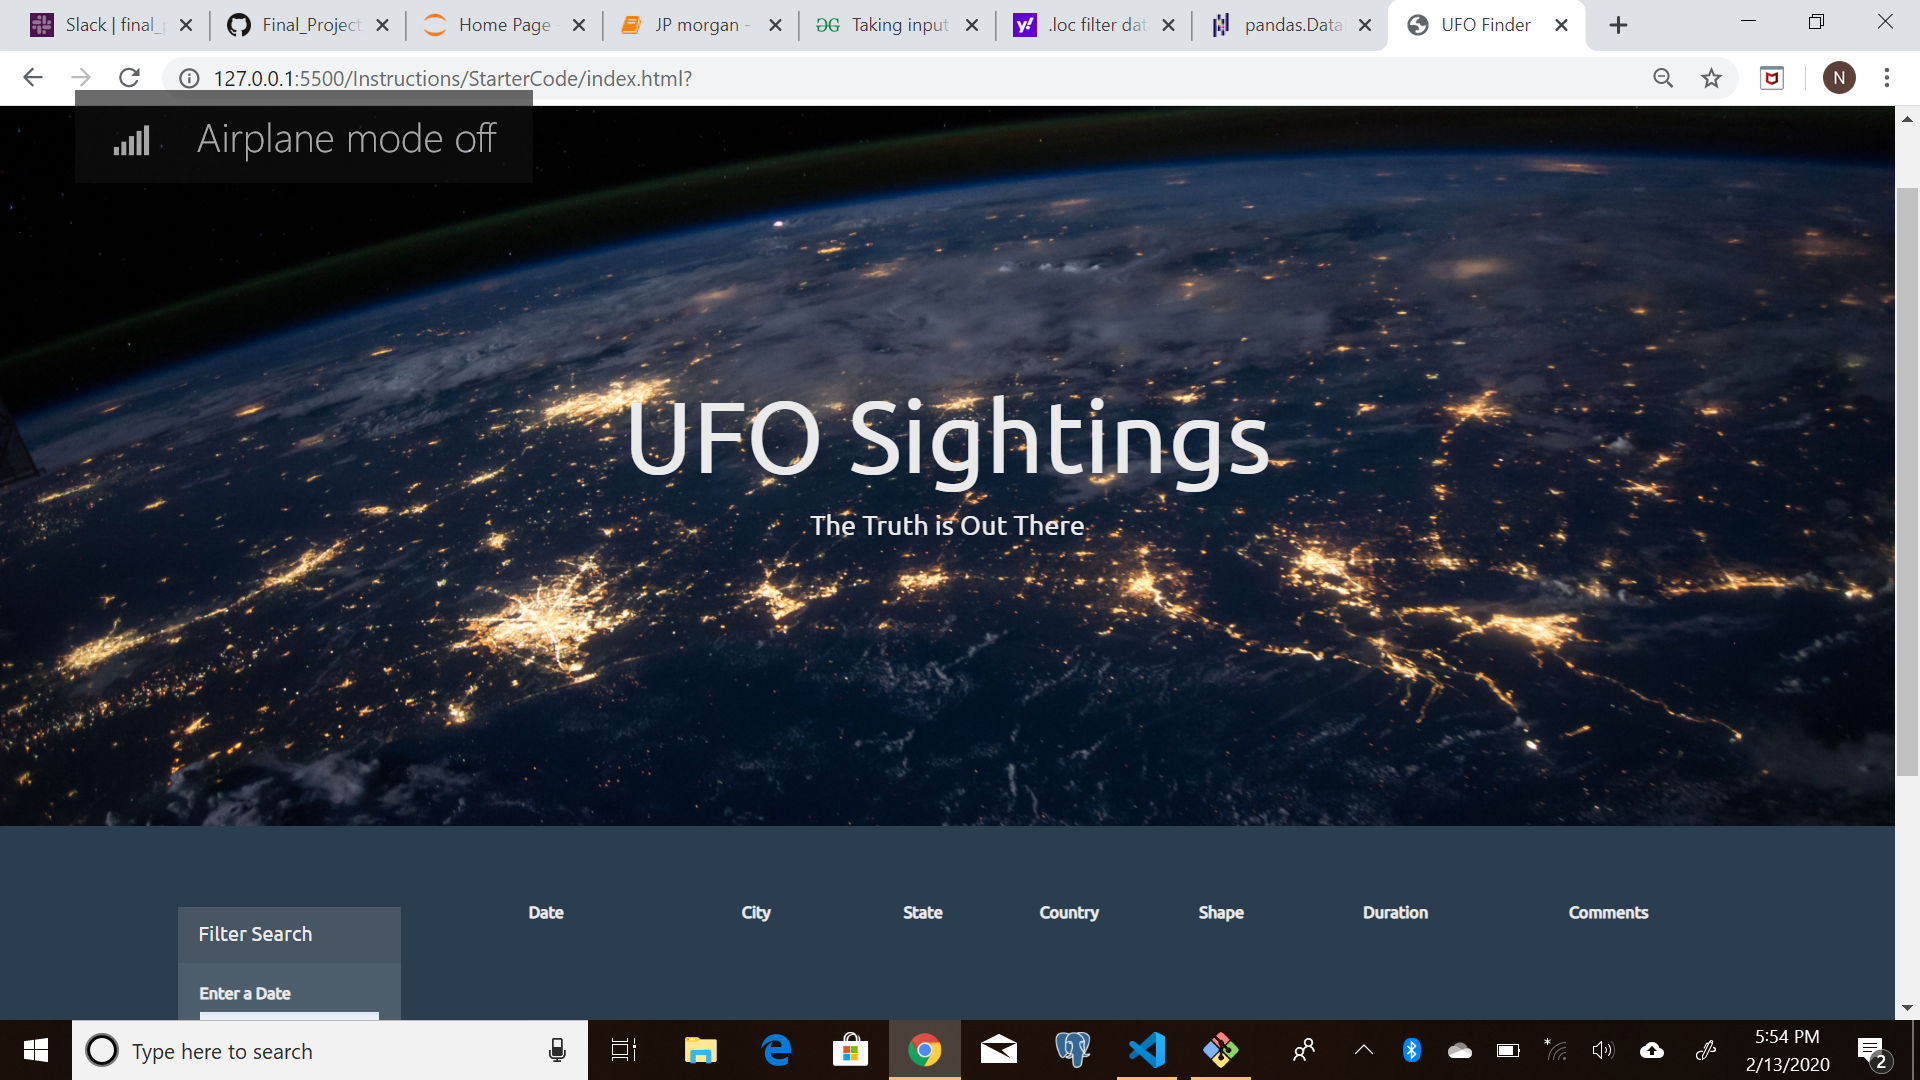 Slack | final_p
Final_Project
Home Page -
JP morgan -
Taking input
.loc filter data
pandas.Data
UFO Finder
127.0.0.1:5500/Instructions/StarterCode/index.html?
N
Airplane mode off
UFO Sightings
The Truth is Out There
Date City State Country Shape Duration Comments
Filter Search
Enter a Date
Type here to search
5:54 PM
2/13/2020
2